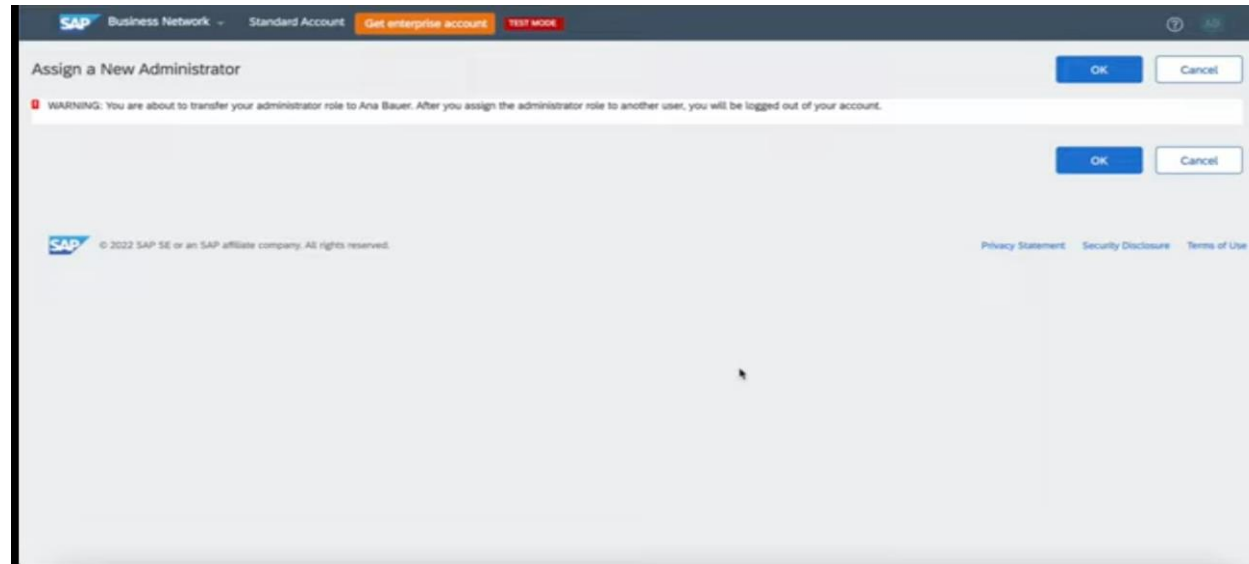 SAP Business Network Standard Account Get enterprise account TEST MODE
Assign a New Administrator
OK Cancel
WARNING: You are about to transfer your administrator role to Ana Bauer. After you assign the administrator role to another user, you will be logged out of your account.
OK Cancel
SAP © 2022 SAP SE or an SAP affiliate company. All rights reserved.
Privacy Statement Security Disclosure Terms of Use